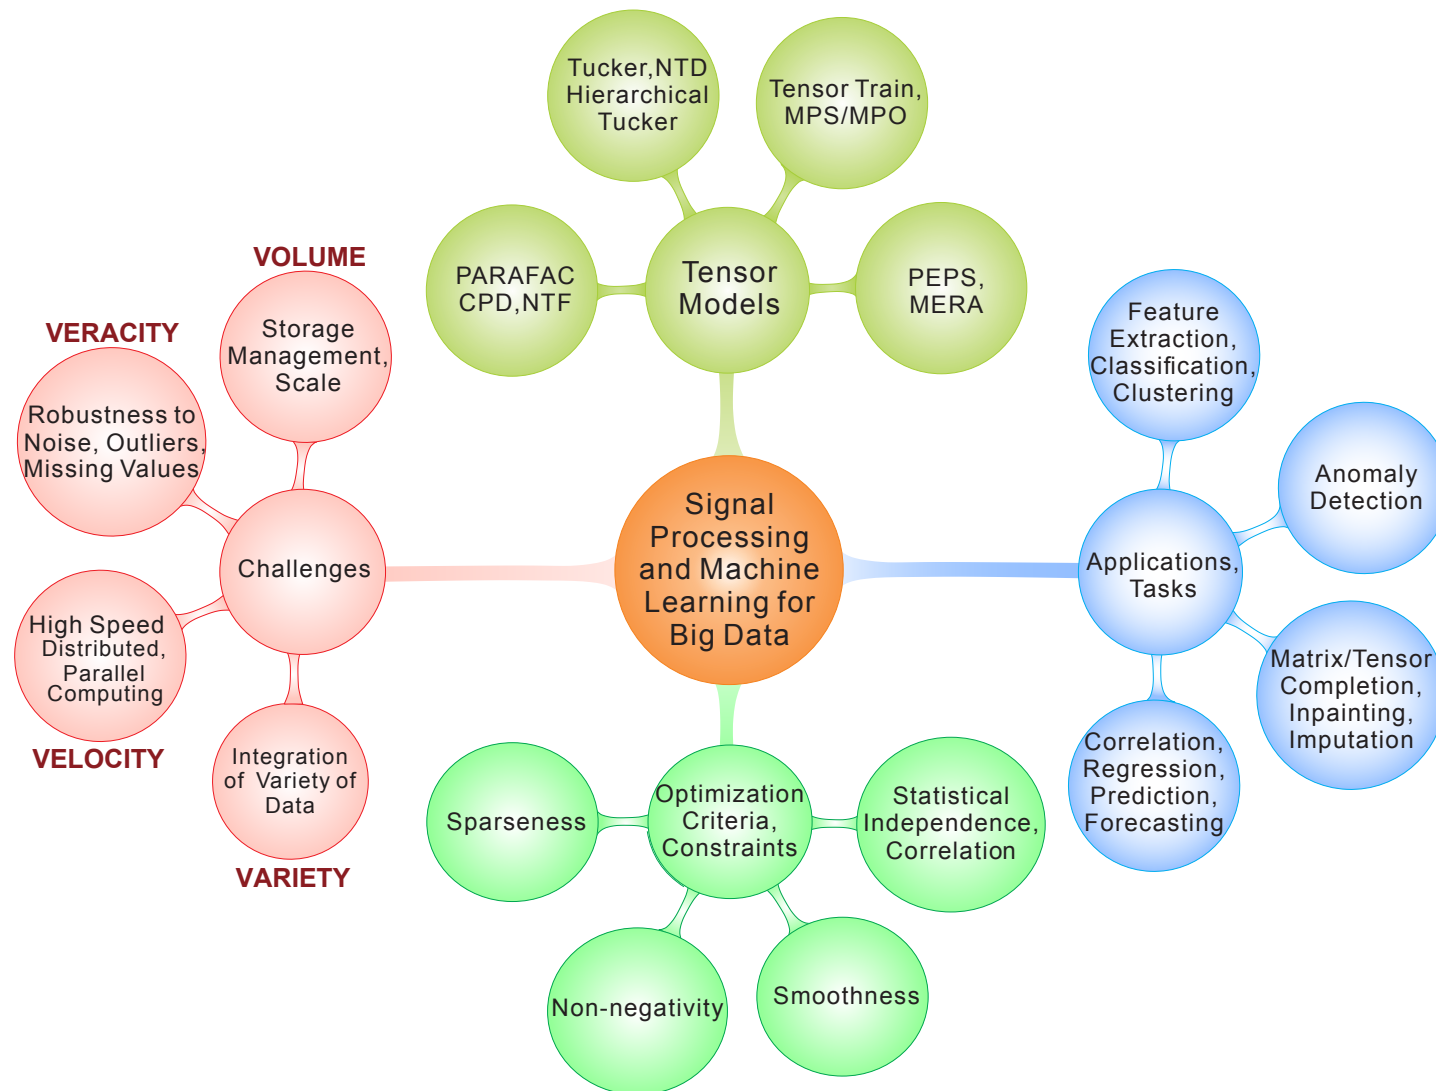 Tucker,NTD
Hierarchical
Tucker
Tensor Train,
MPS/MPO
PARAFAC
CPD,NTF
Tensor
Models
PEPS,
MERA
VOLUME
Storage
Management,
Scale
VERACITY
Robustness to
Noise, Outliers,
Missing Values
Challenges
High Speed
Distributed,
Parallel
Computing
VELOCITY
Integration
of Variety of
Data
VARIETY
Signal
Processing
and Machine
Learning for
Big Data
Feature
Extraction,
Classification,
Clustering
Anomaly
Detection
Applications,
Tasks
Matrix/Tensor
Completion,
Inpainting,
Imputation
Correlation,
Regression,
Prediction,
Forecasting
Sparseness
Optimization
Criteria,
Constraints
Statistical
Independence,
Correlation
Non-negativity
Smoothness